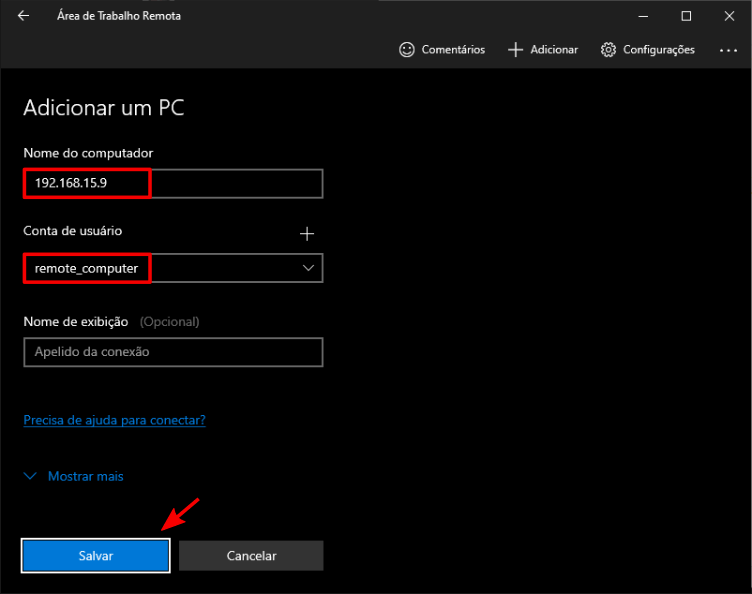 Área de Trabalho Remota
Comentários Adicionar Configurações
Adicionar um PC
Nome do computador
192.168.15.9
Conta de usuário
remote_computer
Nome de exibição (Opcional)
Apelido da conexão
Precisa de ajuda para conectar?
Mostrar mais
Salvar Cancelar